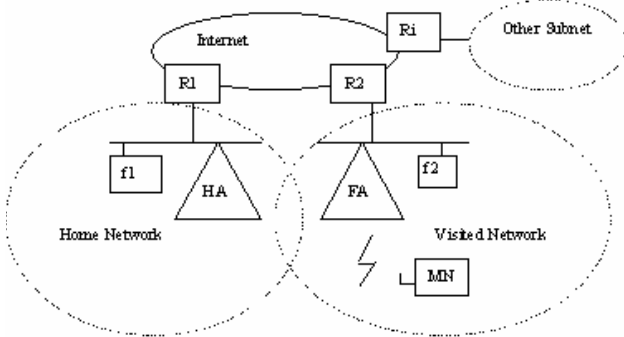 Internet
Ri
Other Subnet
R1
R2
f1
HA
FA
f2
Home Network
Visited Network
MN